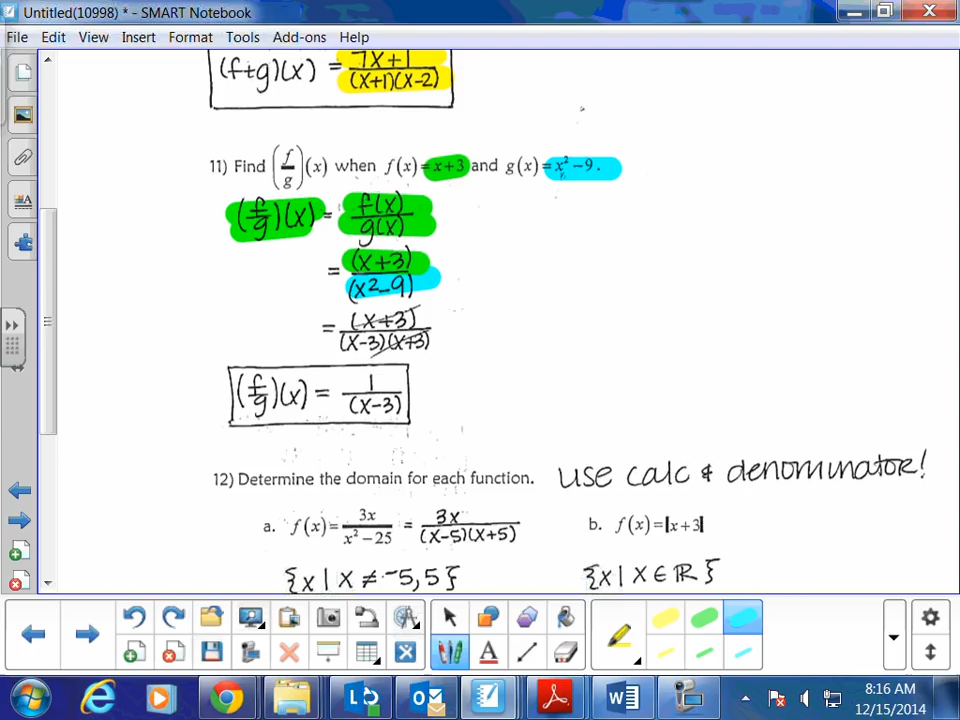 Untitled(10998) * - SMART Notebook
File Edit View Insert Format Tools Add-ons Help
(f+g)(x) = 7x+1/(x+1)(x-2)
11) Find (f/g)(x) when f(x)=x+3 and g(x)=x²-9.
(f/g)(x) = f(x)/g(x)
= (x+3)/(x²-9)
= (x+3)/(x-3)(x+3)
(f/g)(x) = 1/(x-3)
12) Determine the domain for each function. use calc & denominator!
a. f(x)= 3x/x²-25 = 3x/(x-5)(x+5) b. f(x)=|x+3|
{x | x ≠ -5, 5} {x | x ∈ ℝ}
8:16 AM
12/15/2014